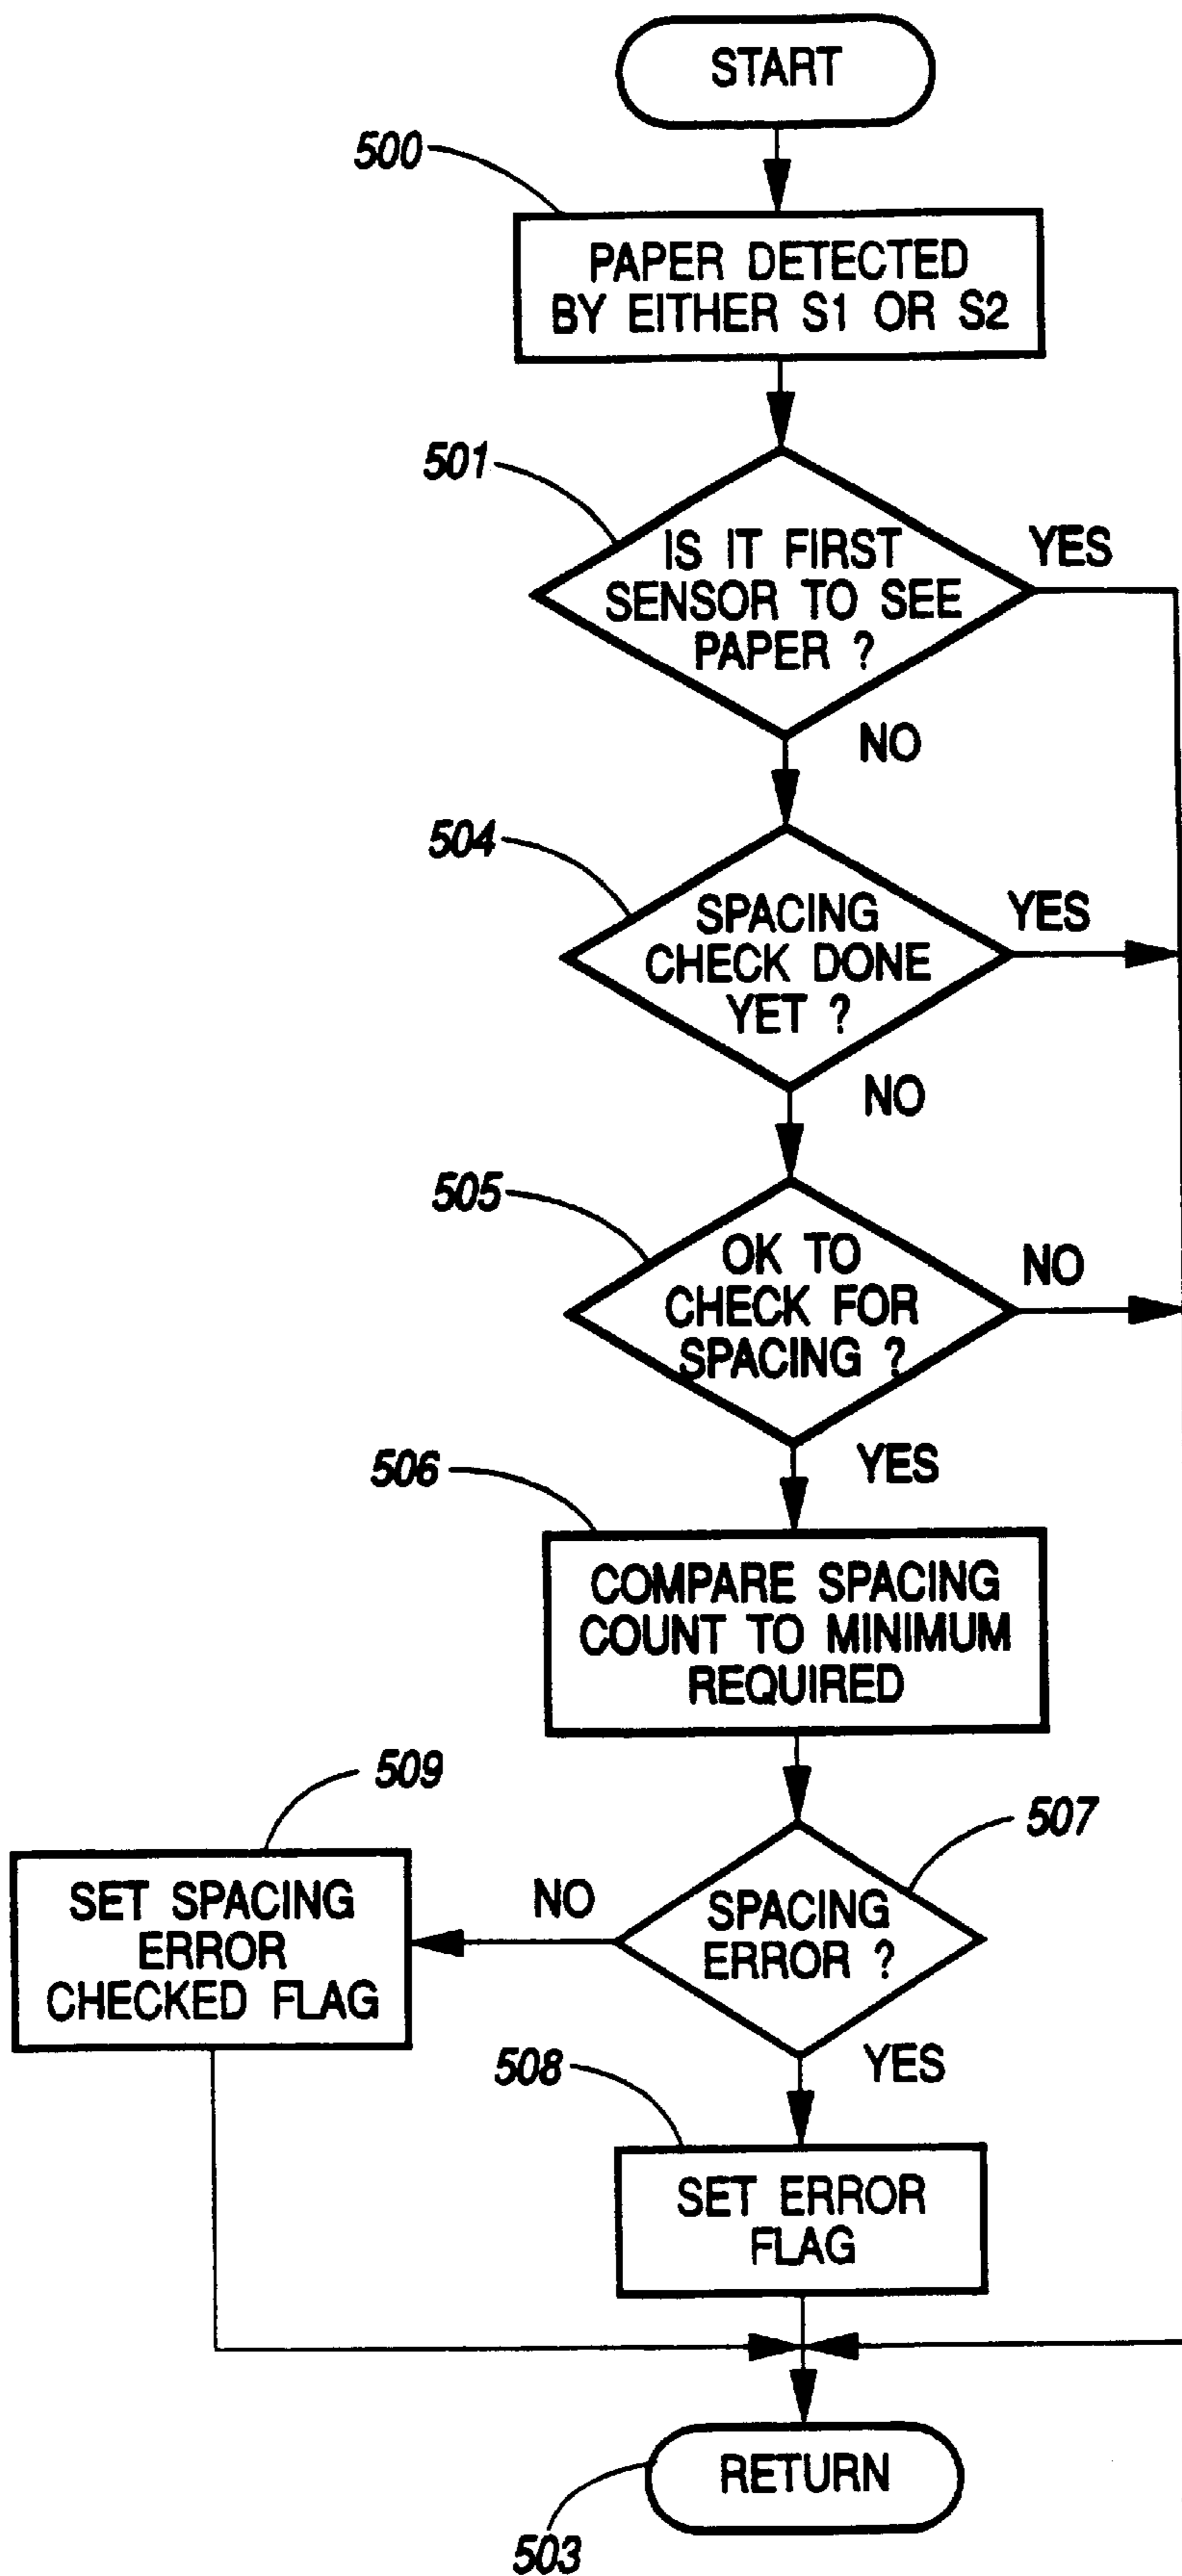 START
500
PAPER DETECTED
BY EITHER S1 OR S2
501
IS IT FIRST
SENSOR TO SEE
PAPER ?
YES
NO
504
SPACING
CHECK DONE
YET ?
YES
NO
505
OK TO
CHECK FOR
SPACING ?
NO
YES
506
COMPARE SPACING
COUNT TO MINIMUM
REQUIRED
509
507
SET SPACING
ERROR
CHECKED FLAG
NO
SPACING
ERROR ?
YES
508
SET ERROR
FLAG
RETURN
503